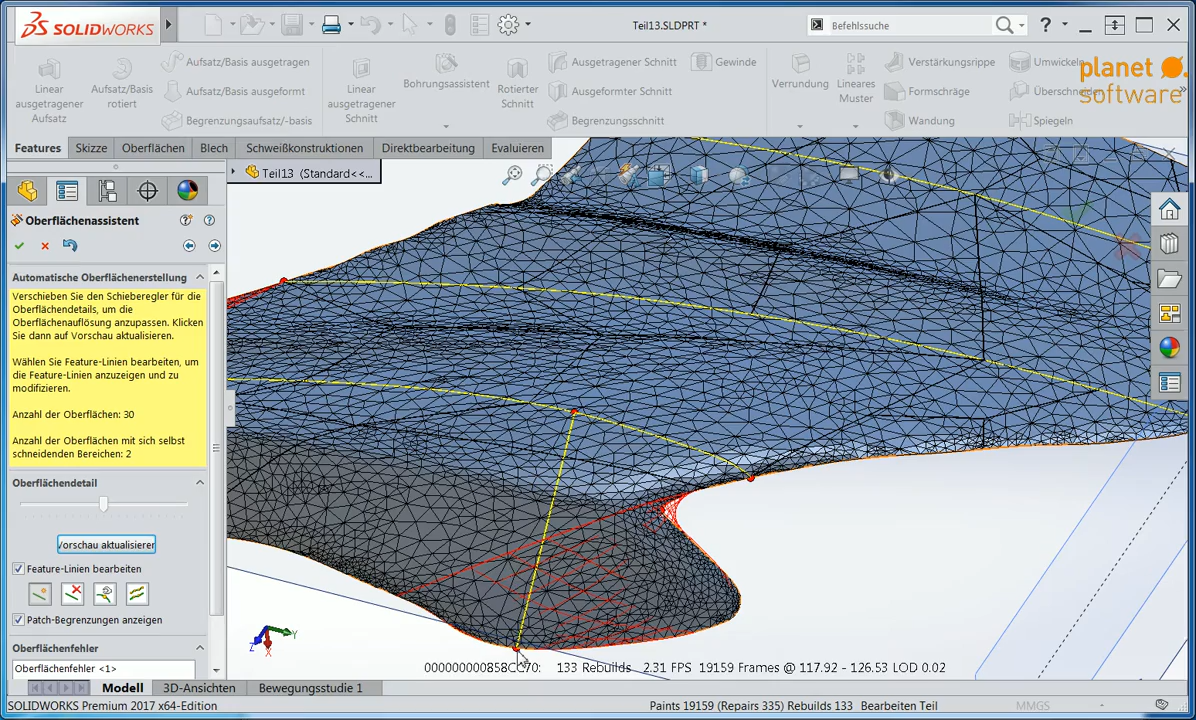 SOLIDWORKS
Teil13.SLDPRT *
Befehlssuche
Linear ausgetragener Aufsatz
Aufsatz/Basis rotiert
Aufsatz/Basis ausgetragen
Aufsatz/Basis ausgeformt
Begrenzungsaufsatz/-basis
Linear ausgetragener Schnitt
Bohrungsassistent
Rotierter Schnitt
Ausgetragener Schnitt
Ausgeformter Schnitt
Begrenzungsschnitt
Gewinde
Verrundung
Lineares Muster
Verstärkungsrippe
Formschräge
Wandung
Umwickeln
Überschneiden
Spiegeln
planet
software
Features
Skizze
Oberflächen
Blech
Schweißkonstruktionen
Direktbearbeitung
Evaluieren
Teil13 (Standard<<...
Oberflächenassistent
Automatische Oberflächenerstellung
Verschieben Sie den Schieberegler für die
Oberflächendetails, um die
Oberflächenauflösung anzupassen. Klicken
Sie dann auf Vorschau aktualisieren.
Wählen Sie Feature-Linien bearbeiten, um
die Feature-Linien anzuzeigen und zu
modifizieren.
Anzahl der Oberflächen: 30
Anzahl der Oberflächen mit sich selbst
schneidenden Bereichen: 2
Oberflächendetail
Vorschau aktualisieren
Feature-Linien bearbeiten
Patch-Begrenzungen anzeigen
Oberflächenfehler
Oberflächenfehler <1>
000000000858CC70: 133 Rebuilds 2.31 FPS 19159 Frames @ 117.92 - 126.53 LOD 0.02
Modell
3D-Ansichten
Bewegungsstudie 1
SOLIDWORKS Premium 2017 x64-Edition
Paints 19159 (Repairs 335) Rebuilds 133 Bearbeiten Teil
MMGS